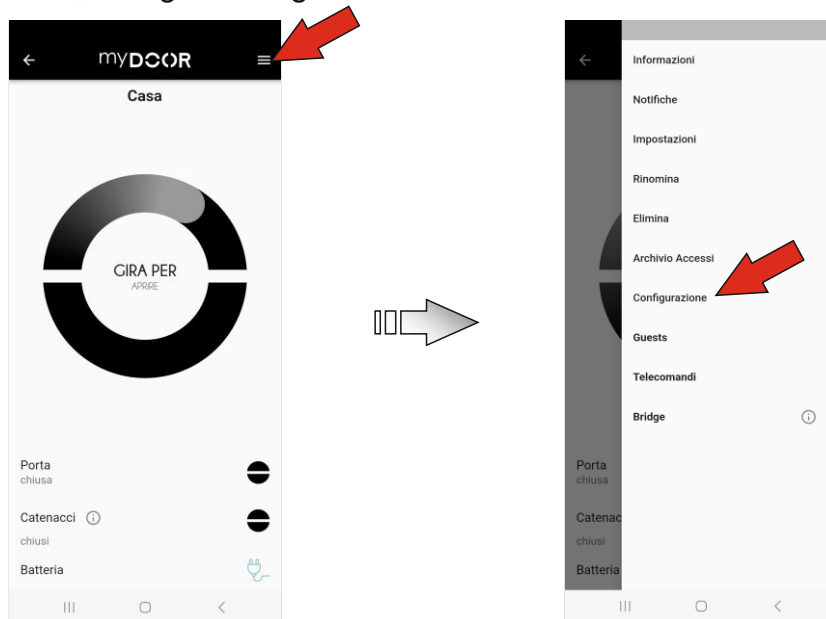 myDOOR
Casa
GIRA PER
APRIRE
Porta
chiusa
Catenacci
chiusi
Batteria
Informazioni
Notifiche
Impostazioni
Rinomina
Elimina
Archivio Accessi
Configurazione
Guests
Telecomandi
Bridge
Porta
chiusa
Catenac
chiusi
Batteria